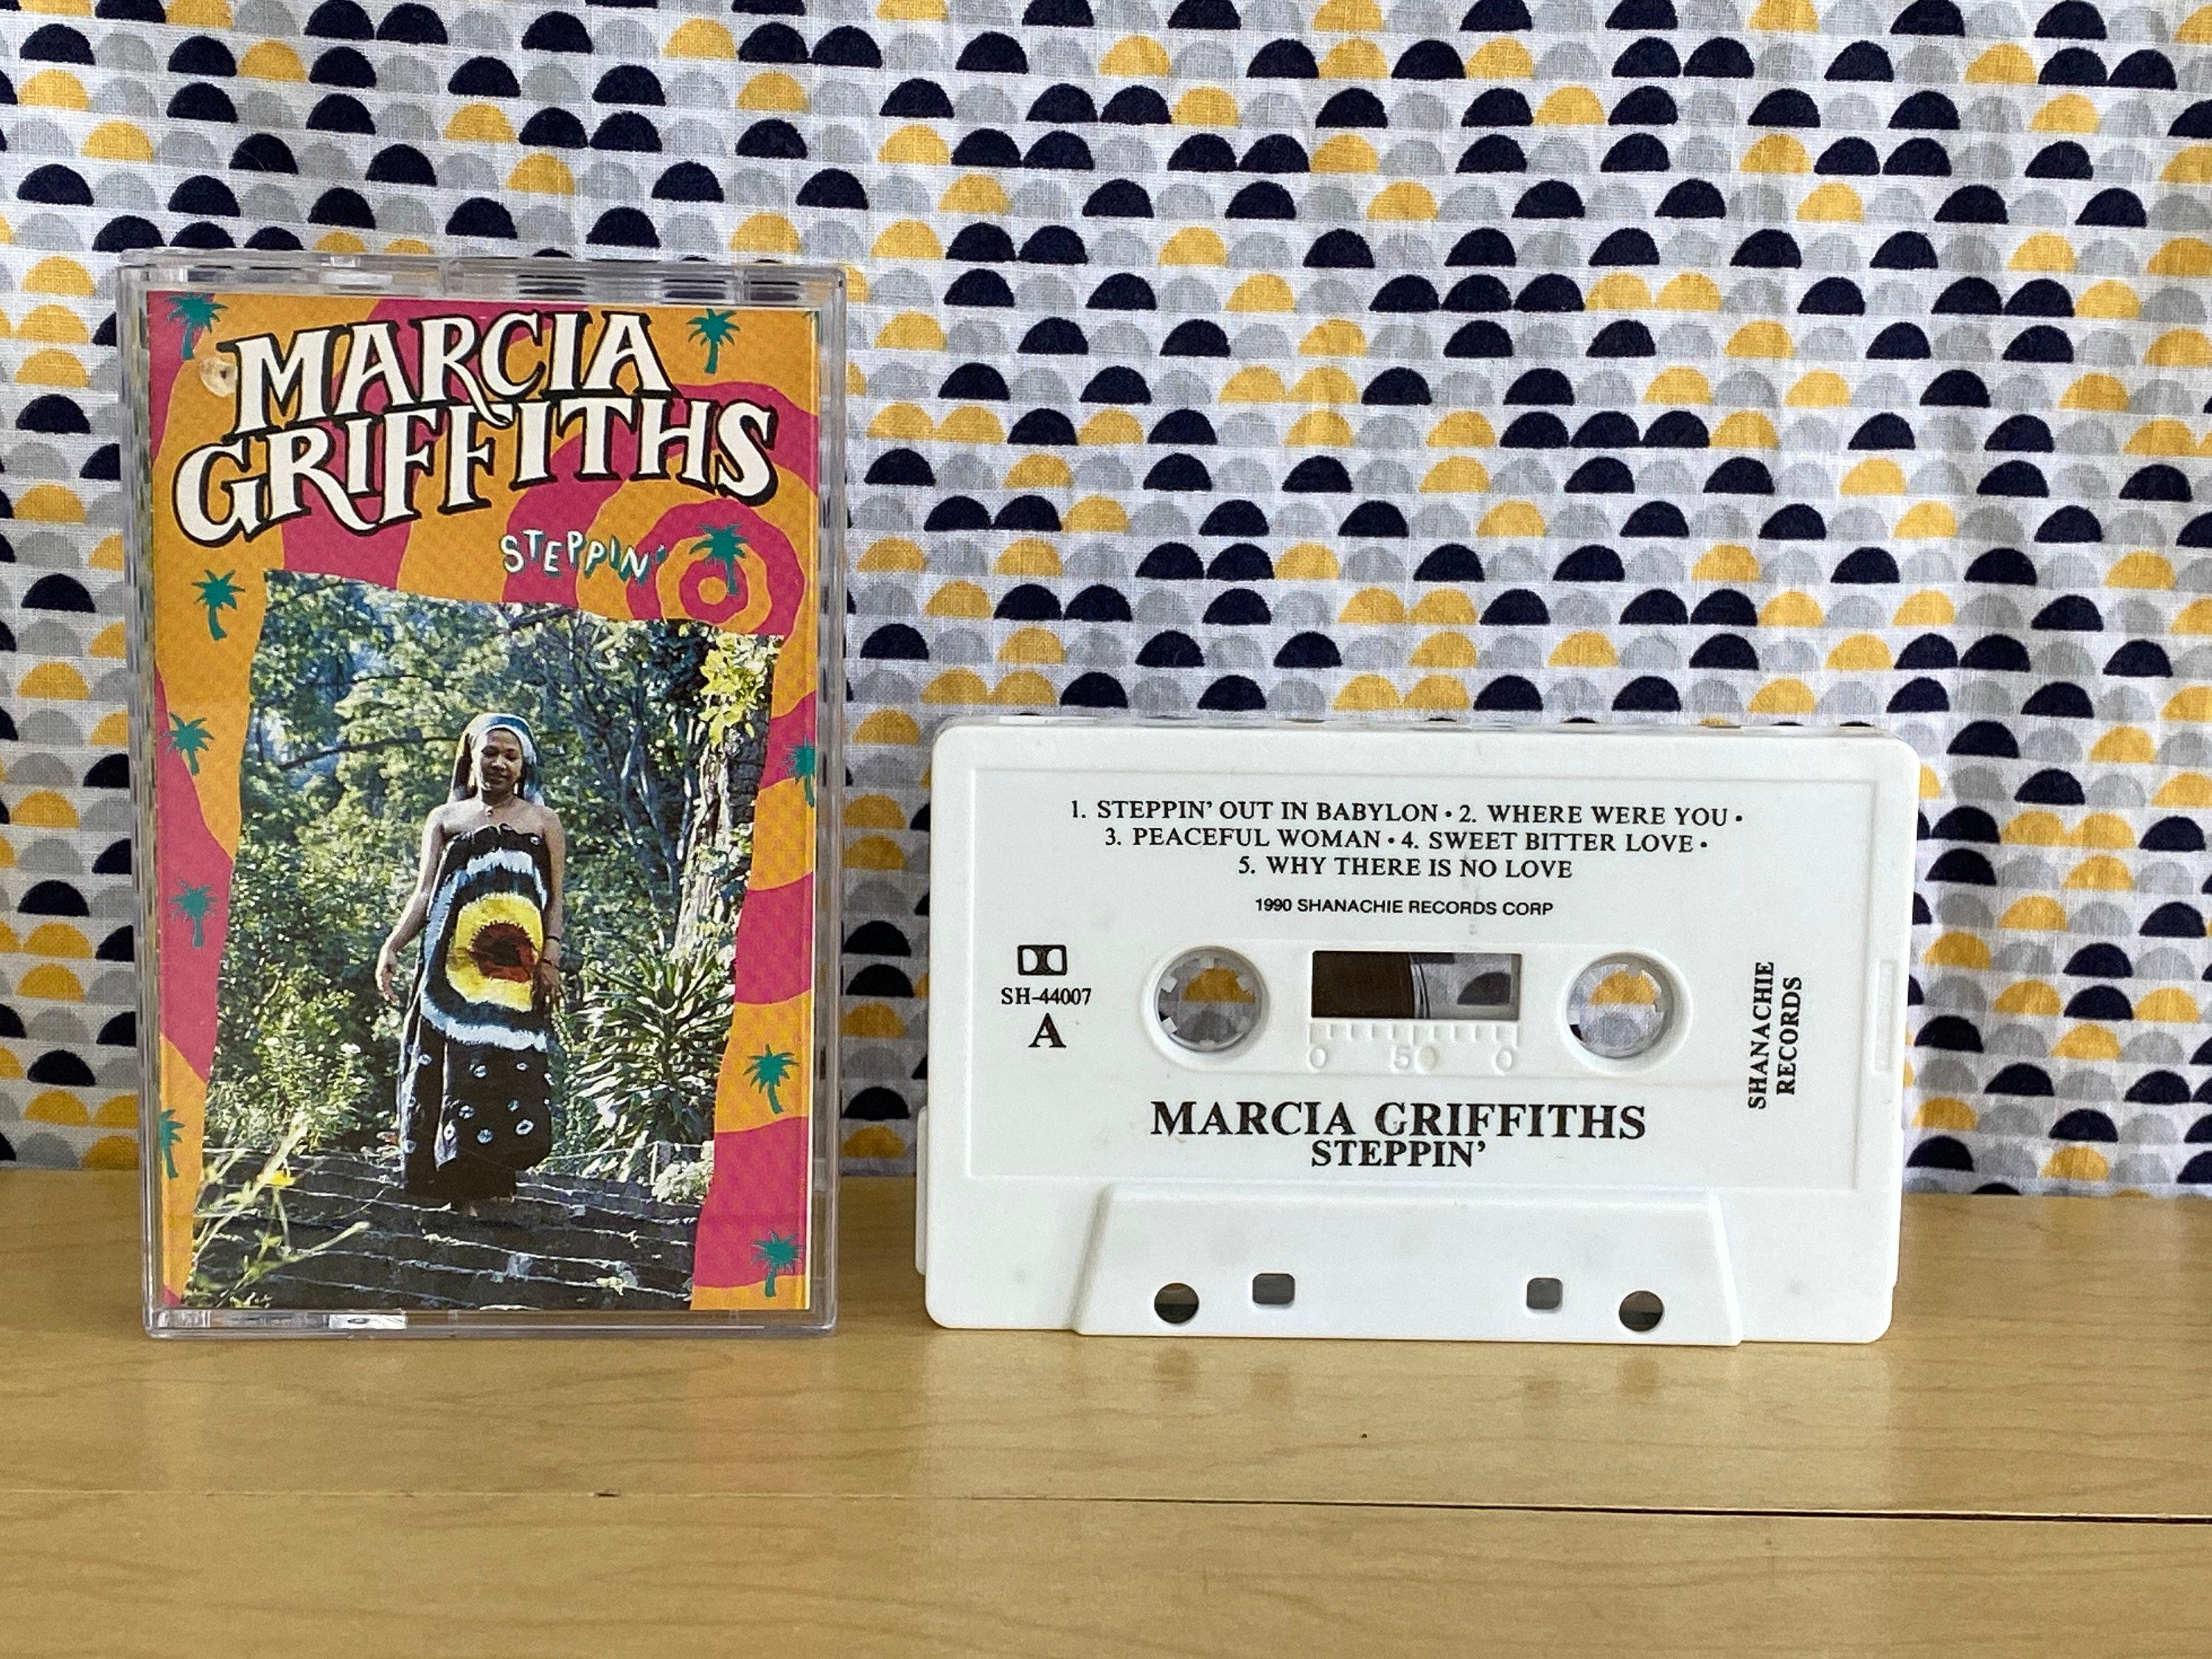 MARCIA
GRIFFITHS
STEPPIN'
1. STEPPIN' OUT IN BABYLON • 2. WHERE WERE YOU •
3. PEACEFUL WOMAN • 4. SWEET BITTER LOVE •
5. WHY THERE IS NO LOVE
1990 SHANACHIE RECORDS CORP
SH-44007
A
0 50 0
SHANACHIE
RECORDS
MARCIA GRIFFITHS
STEPPIN'